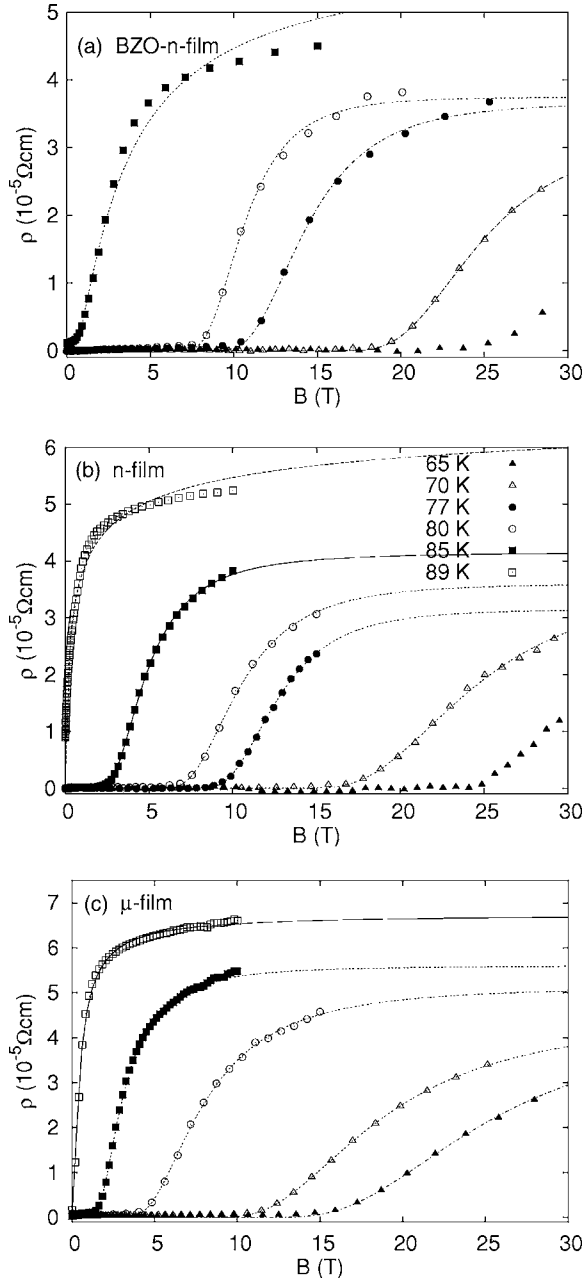 (a) BZO-n-film
5
4
3
2
1
0
ρ (10⁻⁵Ωcm)
0 5 10 15 20 25 30
B (T)
(b) n-film
6
5
4
3
2
1
0
ρ (10⁻⁵Ωcm)
65 K
70 K
77 K
80 K
85 K
89 K
0 5 10 15 20 25 30
B (T)
(c) μ-film
7
6
5
4
3
2
1
0
ρ (10⁻⁵Ωcm)
0 5 10 15 20 25 30
B (T)